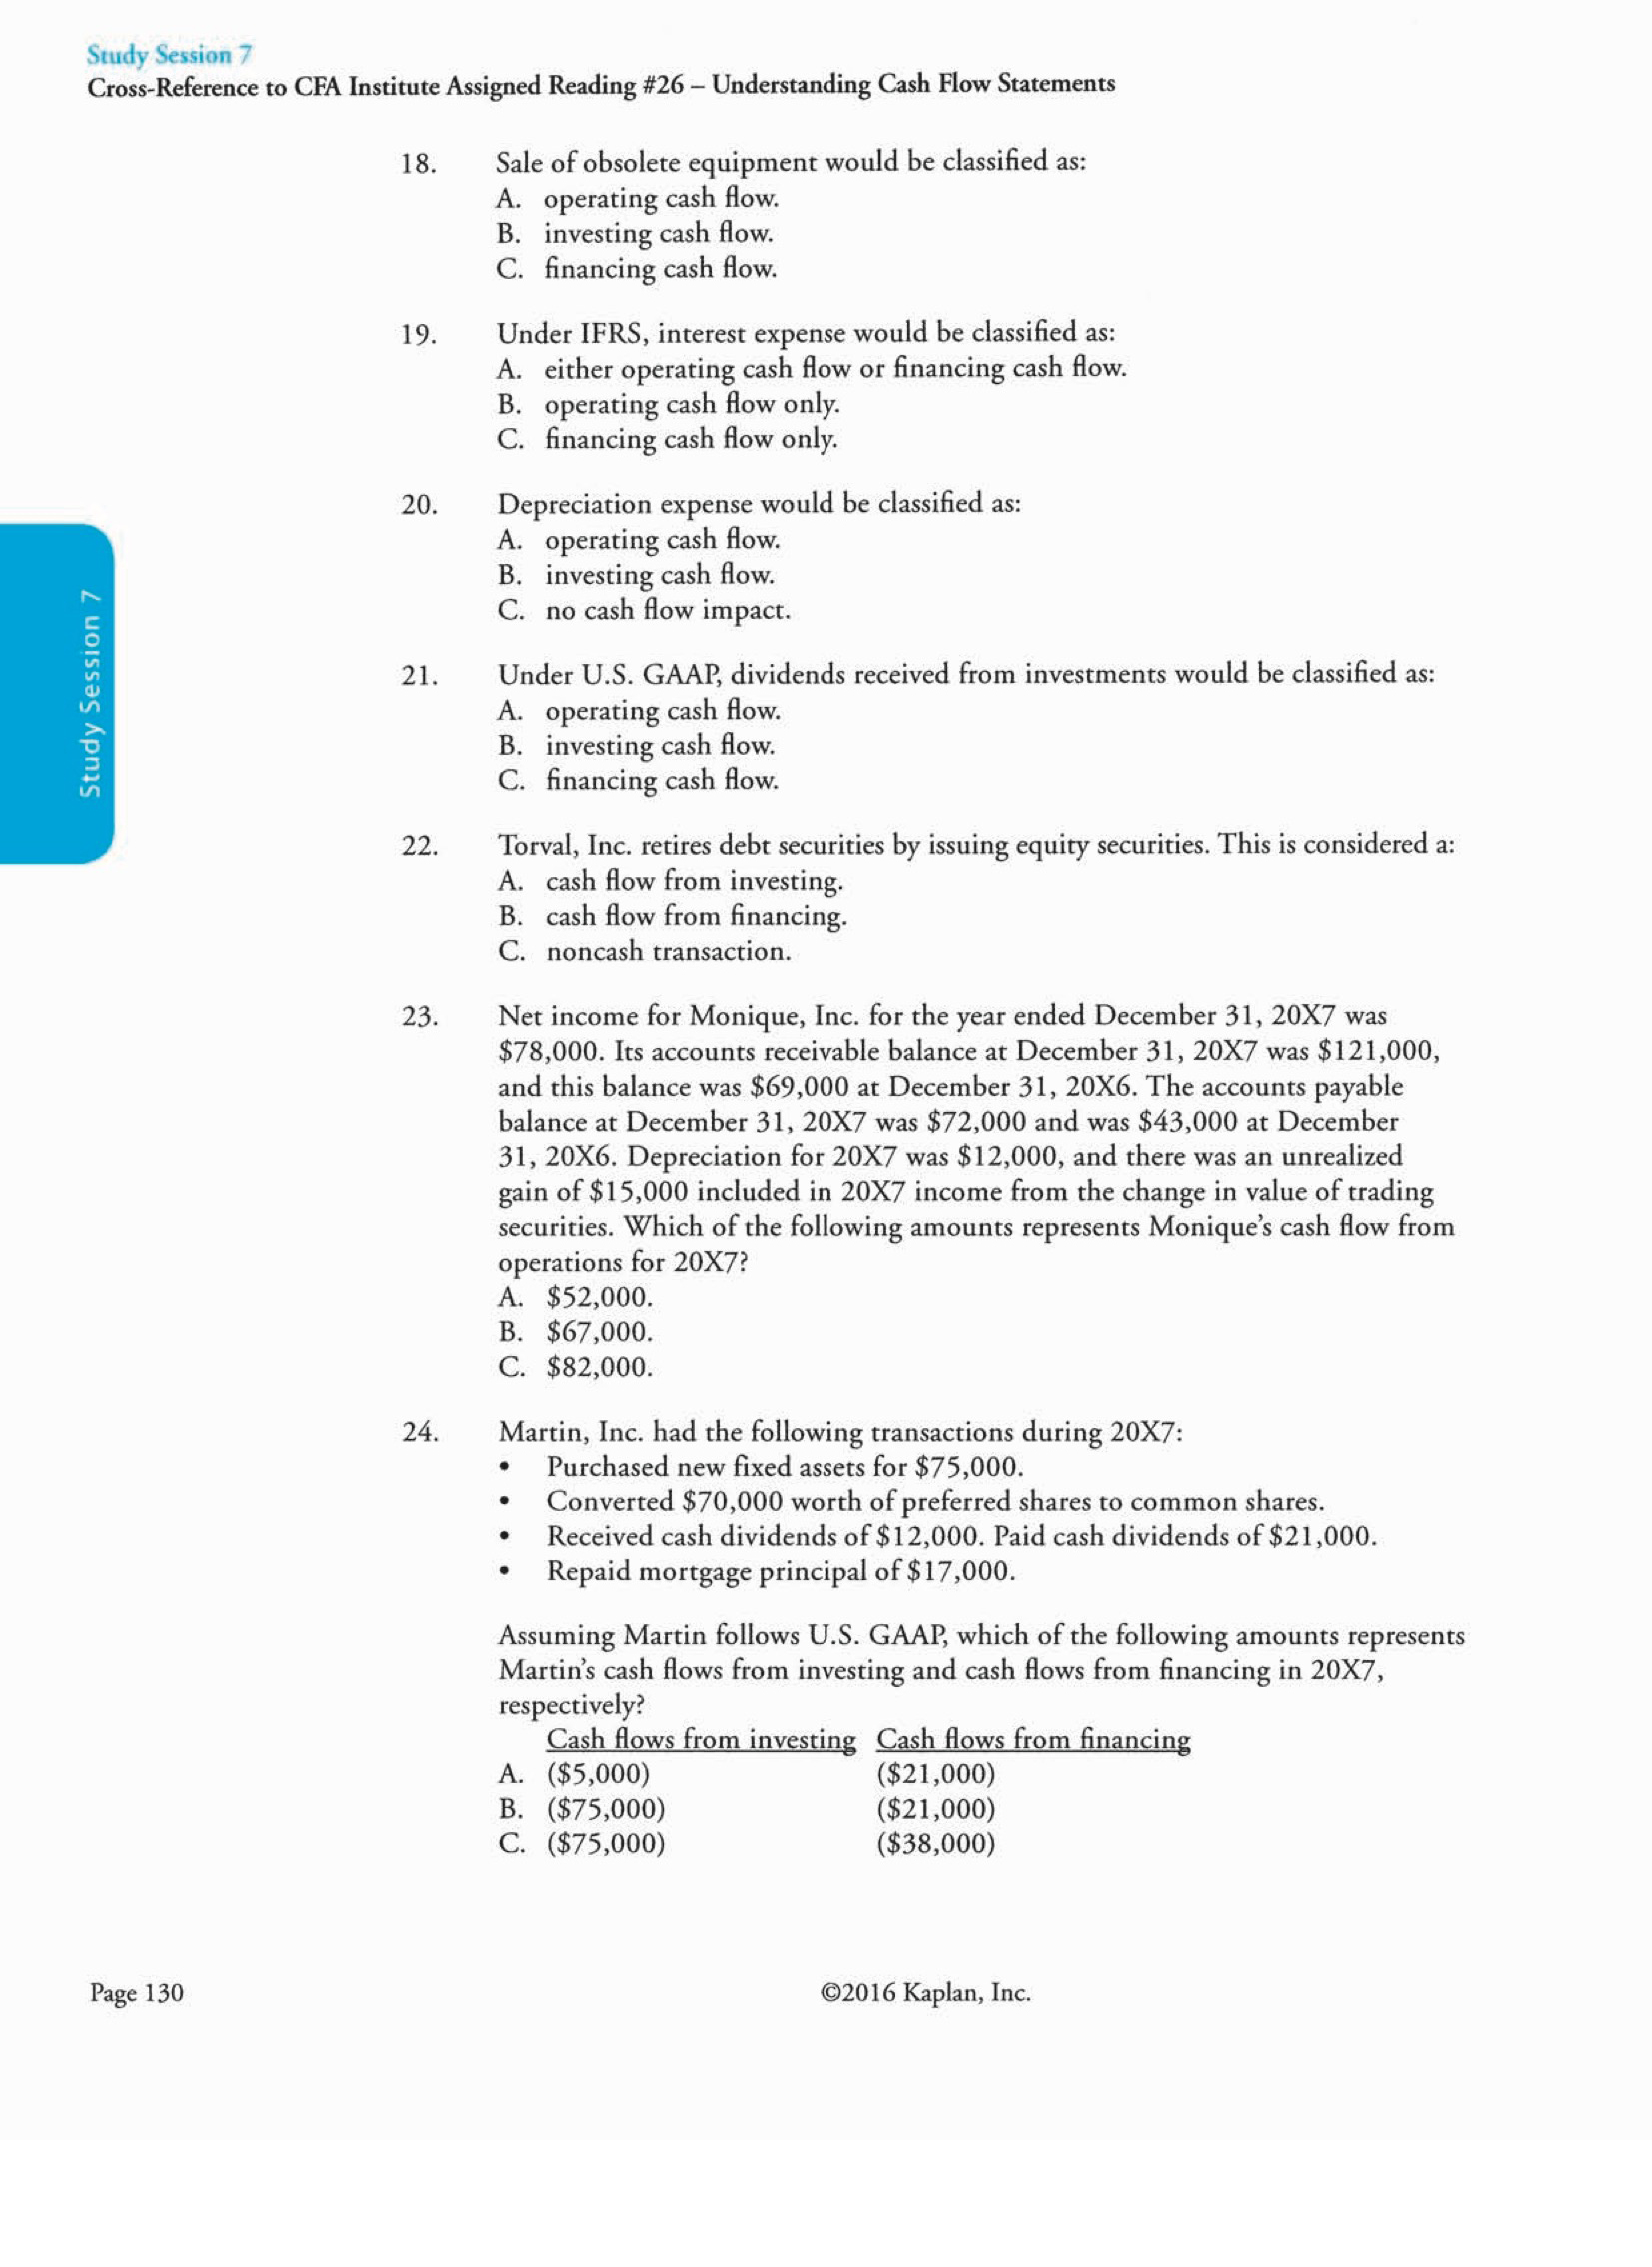 Study Session 7
Cross-Reference to CFA Institute Assigned Reading #26 – Understanding Cash Flow Statements
18. Sale of obsolete equipment would be classified as:
A. operating cash flow.
B. investing cash flow.
C. financing cash flow.
19. Under IFRS, interest expense would be classified as:
A. either operating cash flow or financing cash flow.
B. operating cash flow only.
C. financing cash flow only.
20. Depreciation expense would be classified as:
A. operating cash flow.
B. investing cash flow.
C. no cash flow impact.
Study Session 7
21. Under U.S. GAAP, dividends received from investments would be classified as:
A. operating cash flow.
B. investing cash flow.
C. financing cash flow.
22. Torval, Inc. retires debt securities by issuing equity securities. This is considered a:
A. cash flow from investing.
B. cash flow from financing.
C. noncash transaction.
23. Net income for Monique, Inc. for the year ended December 31, 20X7 was
$78,000. Its accounts receivable balance at December 31, 20X7 was $121,000,
and this balance was $69,000 at December 31, 20X6. The accounts payable
balance at December 31, 20X7 was $72,000 and was $43,000 at December
31, 20X6. Depreciation for 20X7 was $12,000, and there was an unrealized
gain of $15,000 included in 20X7 income from the change in value of trading
securities. Which of the following amounts represents Monique's cash flow from
operations for 20X7?
A. $52,000.
B. $67,000.
C. $82,000.
24. Martin, Inc. had the following transactions during 20X7:
• Purchased new fixed assets for $75,000.
• Converted $70,000 worth of preferred shares to common shares.
• Received cash dividends of $12,000. Paid cash dividends of $21,000.
• Repaid mortgage principal of $17,000.
Assuming Martin follows U.S. GAAP, which of the following amounts represents
Martin's cash flows from investing and cash flows from financing in 20X7,
respectively?
Cash flows from investing Cash flows from financing
A. ($5,000) ($21,000)
B. ($75,000) ($21,000)
C. ($75,000) ($38,000)
Page 130 ©2016 Kaplan, Inc.